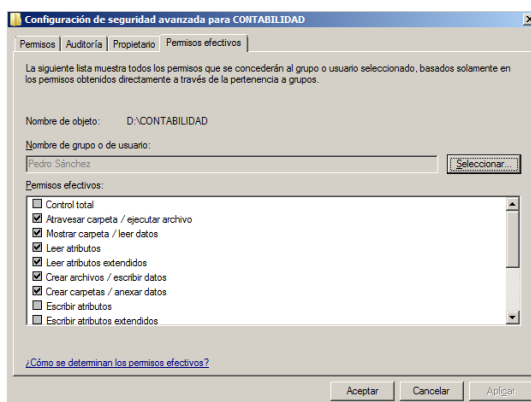 Configuración de seguridad avanzada para CONTABILIDAD
Permisos Auditoría Propietario Permisos efectivos
La siguiente lista muestra todos los permisos que se concederán al grupo o usuario seleccionado, basados solamente en
los permisos obtenidos directamente a través de la pertenencia a grupos.
Nombre de objeto: D:\CONTABILIDAD
Nombre de grupo o de usuario:
Pedro Sánchez Seleccionar...
Permisos efectivos:
Control total
Atravesar carpeta / ejecutar archivo
Mostrar carpeta / leer datos
Leer atributos
Leer atributos extendidos
Crear archivos / escribir datos
Crear carpetas / anexar datos
Escribir atributos
Escribir atributos extendidos
¿Cómo se determinan los permisos efectivos?
Aceptar Cancelar Aplicar